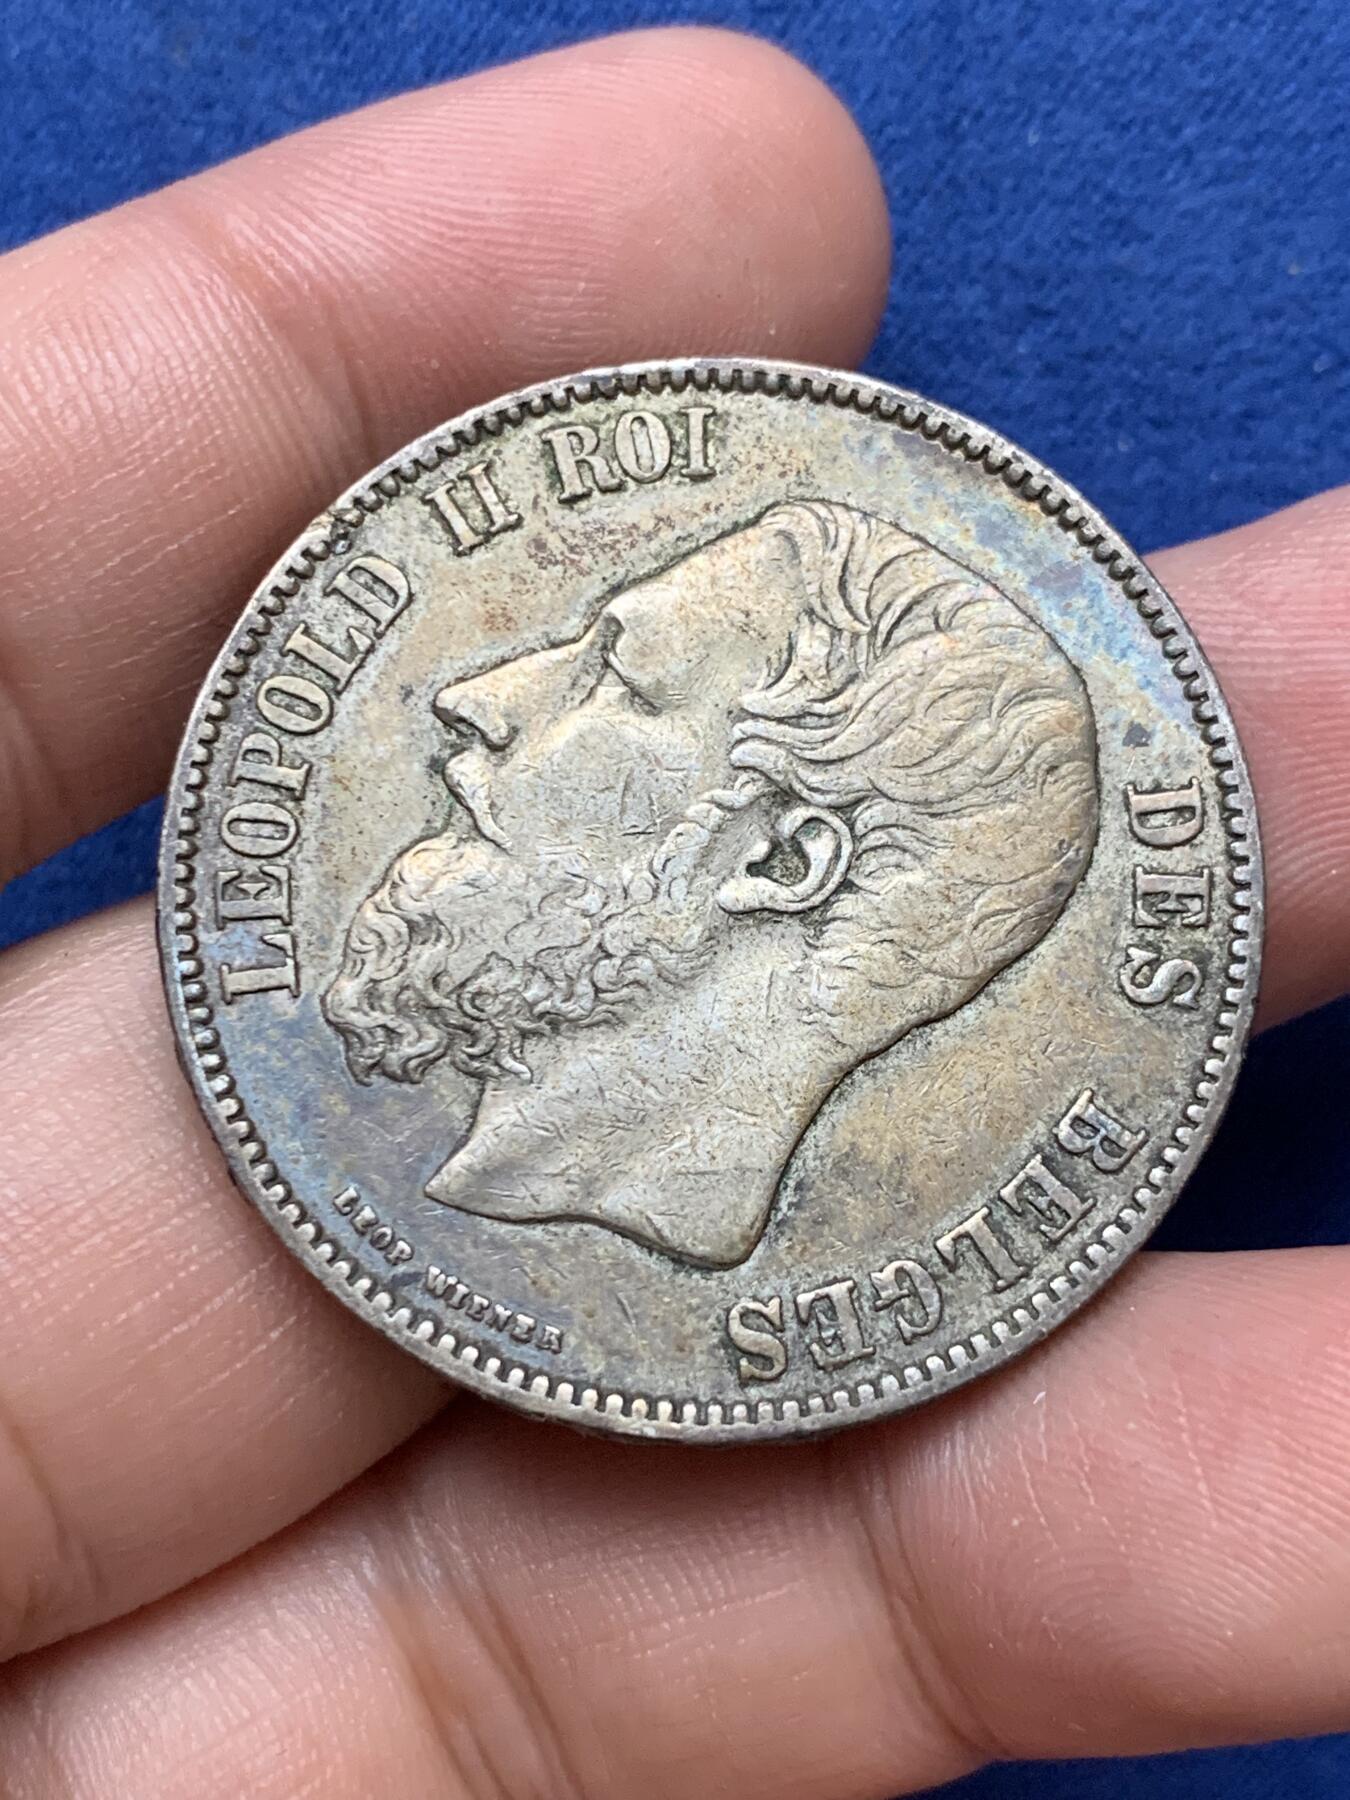 LEOPOLD II ROI DES BELGES
LEOP WIENER